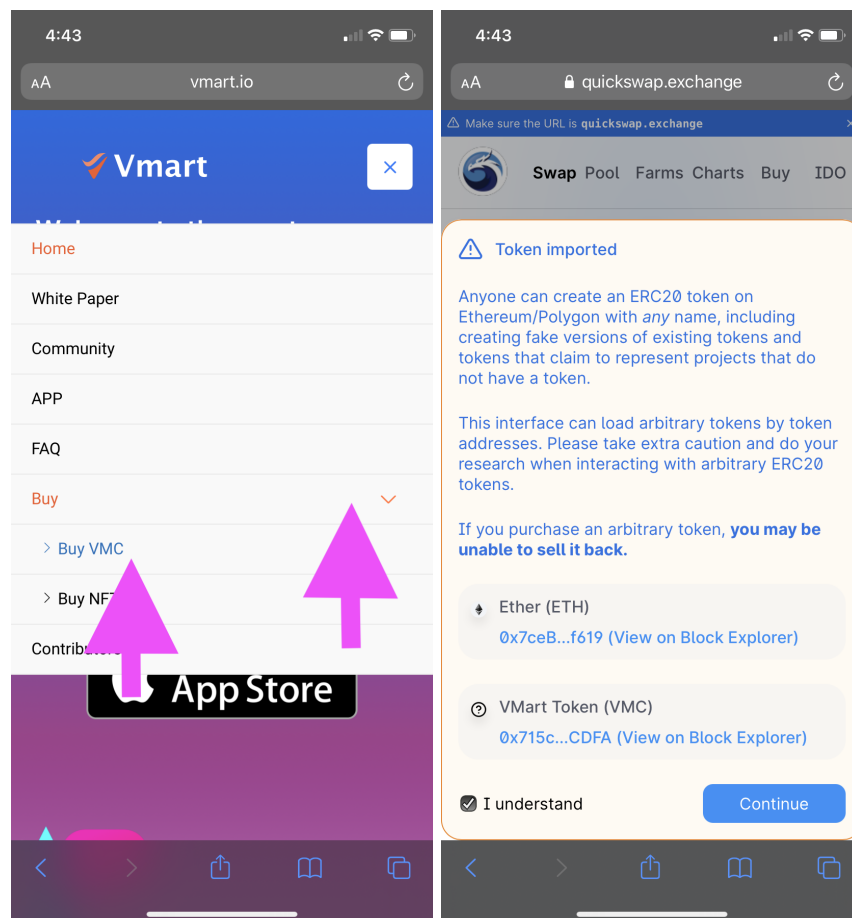 4:43
AA
vmart.io
Vmart
Home
White Paper
Community
APP
FAQ
Buy
> Buy VMC
> Buy NFT
App Store
4:43
AA
quickswap.exchange
Make sure the URL is quickswap.exchange
Swap Pool Farms Charts Buy IDO
Token imported
Anyone can create an ERC20 token on
Ethereum/Polygon with any name, including
creating fake versions of existing tokens and
tokens that claim to represent projects that do
not have a token.
This interface can load arbitrary tokens by token
addresses. Please take extra caution and do your
research when interacting with arbitrary ERC20
tokens.
If you purchase an arbitrary token, you may be
unable to sell it back.
Ether (ETH)
0x7ceB...f619 (View on Block Explorer)
VMart Token (VMC)
0x715c...CDFA (View on Block Explorer)
I understand
Continue